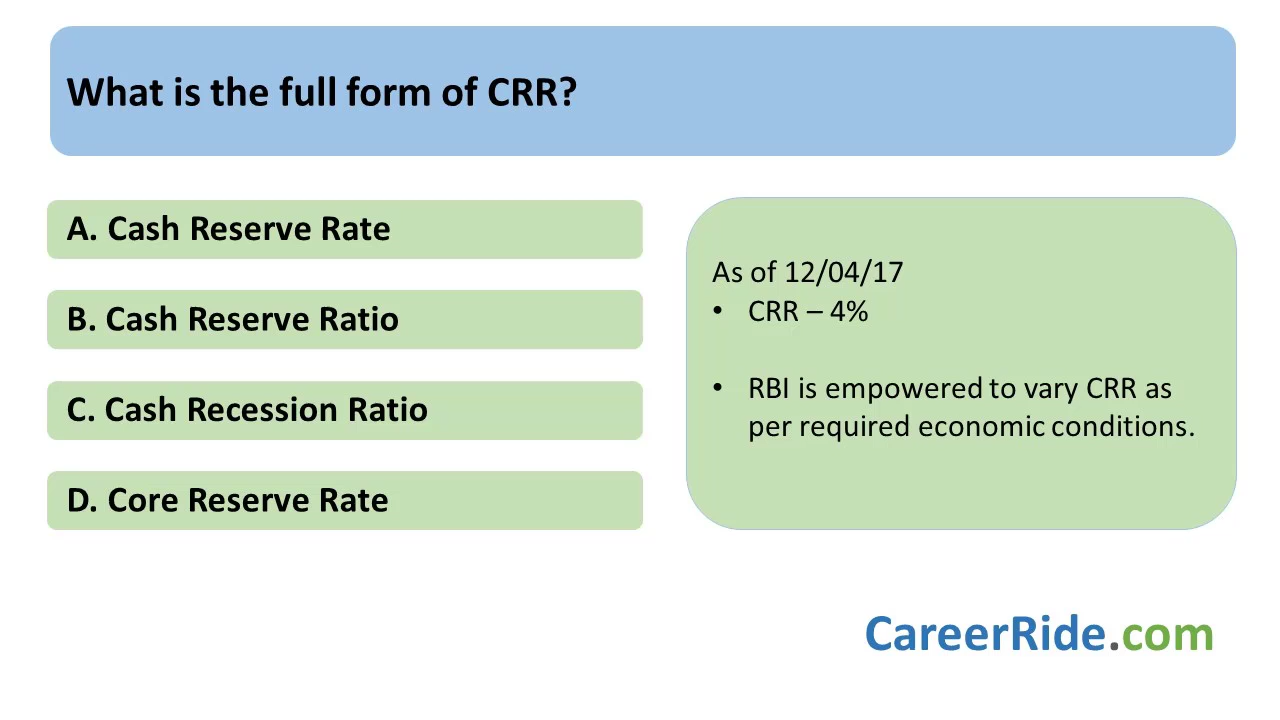 What is the full form of CRR?
A. Cash Reserve Rate
B. Cash Reserve Ratio
C. Cash Recession Ratio
D. Core Reserve Rate
As of 12/04/17
• CRR – 4%
• RBI is empowered to vary CRR as
per required economic conditions.
CareerRide.com